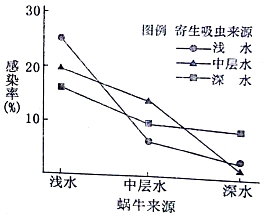 30
20
10
感染率
(%)
图例 寄生吸虫来源
浅 水
中层水
深 水
浅水 中层水 深水
蜗牛来源